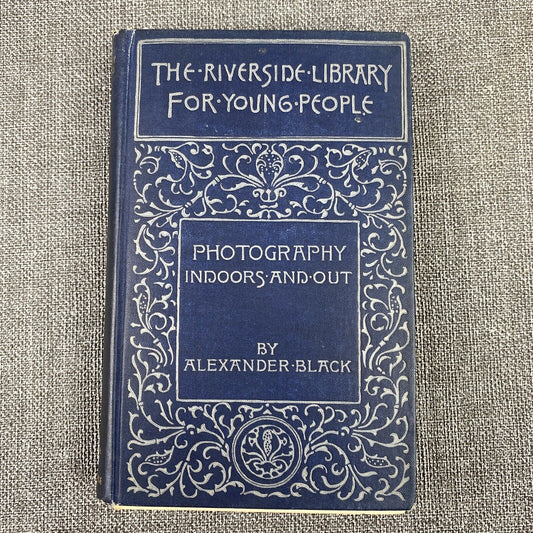 THE·RIVERSIDE·LIBRARY
FOR·YOUNG·PEOPLE
PHOTOGRAPHY
INDOORS·AND·OUT
BY
ALEXANDER·BLACK